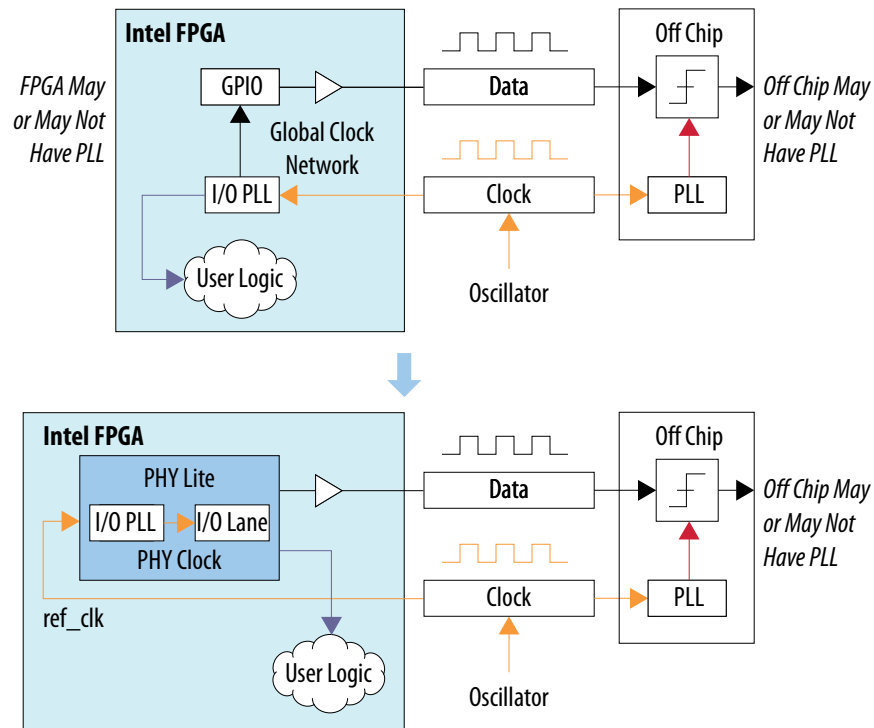 Intel FPGA
Off Chip
FPGA May
or May Not
Have PLL
GPIO
Data
Off Chip May
or May Not
Have PLL
Global Clock
Network
I/O PLL
Clock
PLL
User Logic
Oscillator
Intel FPGA
Off Chip
PHY Lite
Data
Off Chip May
or May Not
Have PLL
I/O PLL
I/O Lane
PHY Clock
ref_clk
Clock
PLL
User Logic
Oscillator